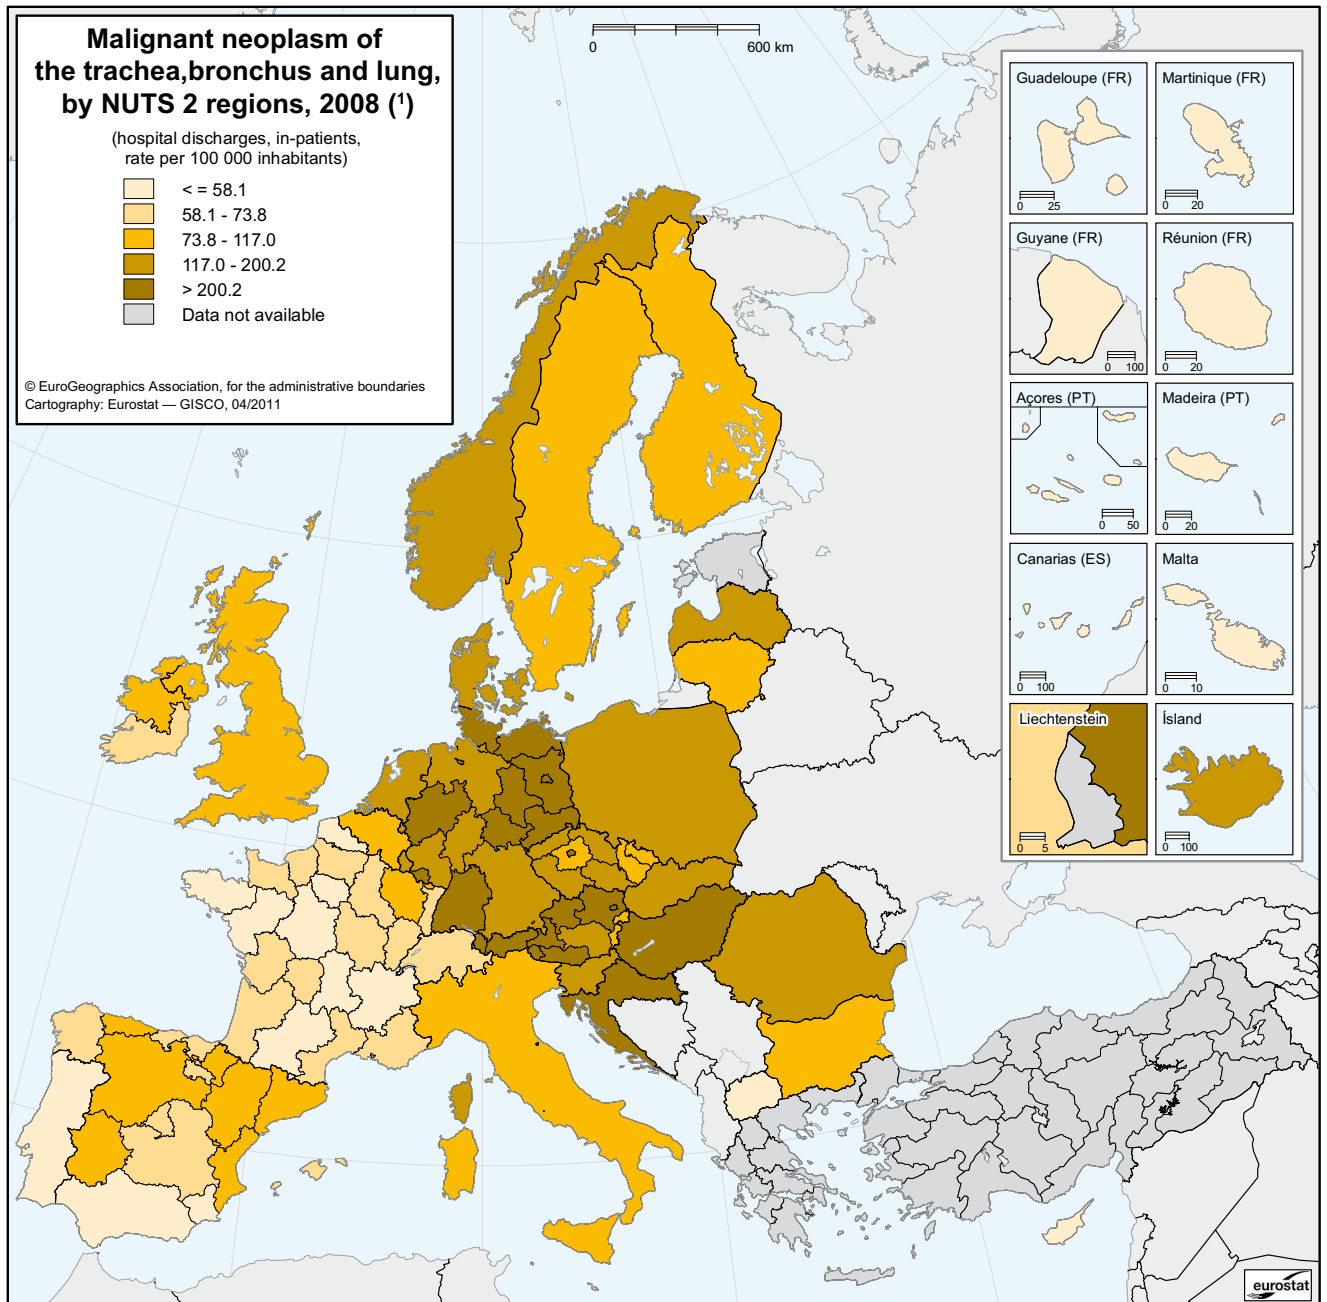 Malignant neoplasm of
the trachea,bronchus and lung,
by NUTS 2 regions, 2008 (¹)
(hospital discharges, in-patients,
rate per 100 000 inhabitants)
< = 58.1
58.1 - 73.8
73.8 - 117.0
117.0 - 200.2
> 200.2
Data not available
© EuroGeographics Association, for the administrative boundaries
Cartography: Eurostat — GISCO, 04/2011
0 600 km
Guadeloupe (FR)
0 25
Martinique (FR)
0 20
Guyane (FR)
0 100
Réunion (FR)
0 20
Açores (PT)
0 50
Madeira (PT)
0 20
Canarias (ES)
0 100
Malta
0 10
Liechtenstein
0 5
Ísland
0 100
eurostat